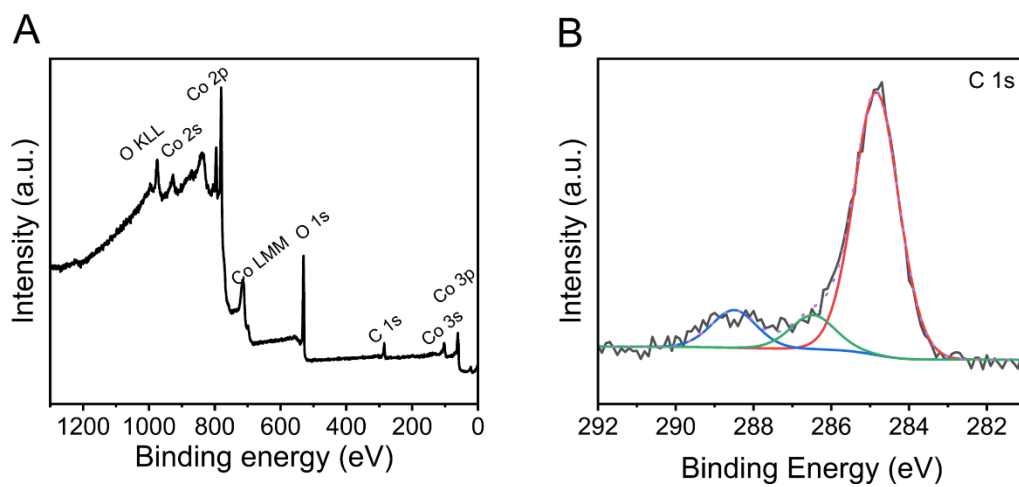 A
Intensity (a.u.)
O KLL
Co 2s
Co 2p
Co LMM
O 1s
C 1s
Co 3s
Co 3p
1200 1000 800 600 400 200 0
Binding energy (eV)
B
C 1s
Intensity (a.u.)
292 290 288 286 284 282
Binding Energy (eV)